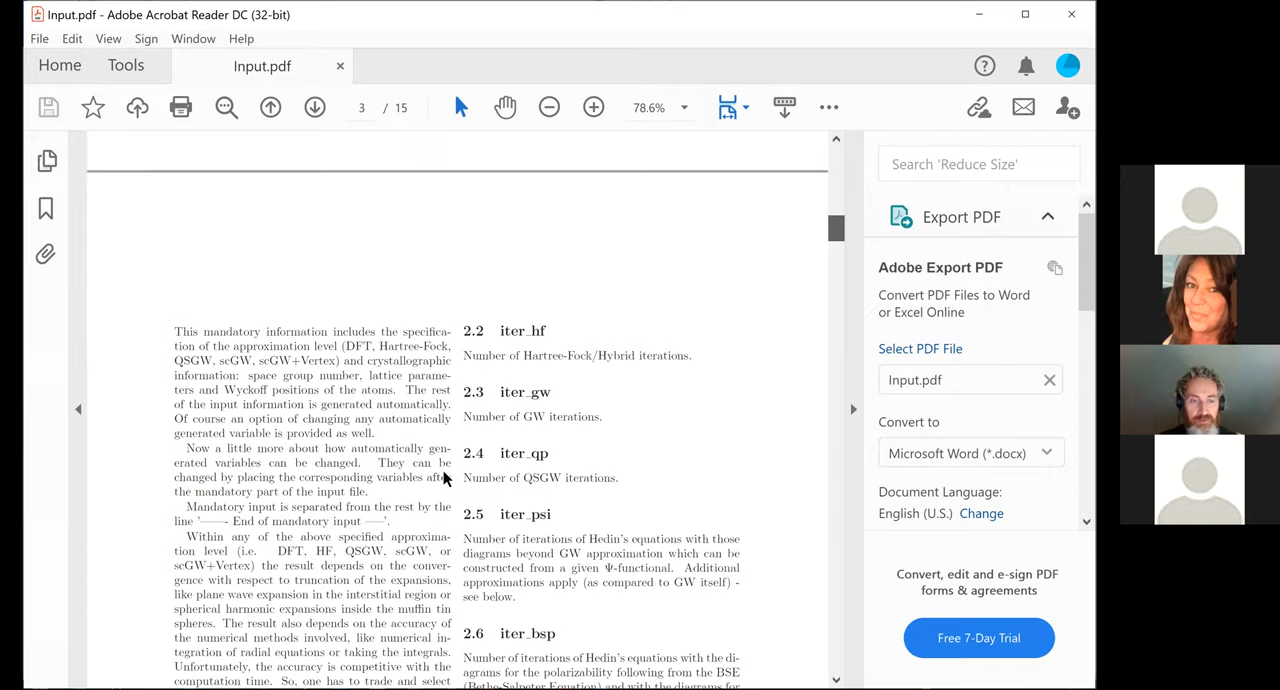 Input.pdf - Adobe Acrobat Reader DC (32-bit)
File Edit View Sign Window Help
Home Tools Input.pdf
3 / 15 78.6%
This mandatory information includes the specifica-
tion of the approximation level (DFT, Hartree-Fock,
QSGW, scGW, scGW+Vertex) and crystallographic
information: space group number, lattice parame-
ters and Wyckoff positions of the atoms. The rest
of the input information is generated automatically.
Of course an option of changing any automatically
generated variable is provided as well.
Now a little more about how automatically gen-
erated variables can be changed. They can be
changed by placing the corresponding variables after
the mandatory part of the input file.
Mandatory input is separated from the rest by the
line '——- End of mandatory input —-'.
Within any of the above specified approxima-
tion level (i.e. DFT, HF, QSGW, scGW, or
scGW+Vertex) the result depends on the conver-
gence with respect to truncation of the expansions,
like plane wave expansion in the interstitial region or
spherical harmonic expansions inside the muffin tin
spheres. The result also depends on the accuracy of
the numerical methods involved, like numerical in-
tegration of radial equations or taking the integrals.
Unfortunately, the accuracy is competitive with the
computation time. So, one has to trade and select
2.2 iter_hf
Number of Hartree-Fock/Hybrid iterations.
2.3 iter_gw
Number of GW iterations.
2.4 iter_qp
Number of QSGW iterations.
2.5 iter_psi
Number of iterations of Hedin's equations with those
diagrams beyond GW approximation which can be
constructed from a given Ψ-functional. Additional
approximations apply (as compared to GW itself) -
see below.
2.6 iter_bsp
Number of iterations of Hedin's equations with the di-
agrams for the polarizability following from the BSE
(Bethe-Salpeter Equation) and with the diagrams for
Search 'Reduce Size'
Export PDF
Adobe Export PDF
Convert PDF Files to Word
or Excel Online
Select PDF File
Input.pdf
Convert to
Microsoft Word (*.docx)
Document Language:
English (U.S.) Change
Convert, edit and e-sign PDF
forms & agreements
Free 7-Day Trial